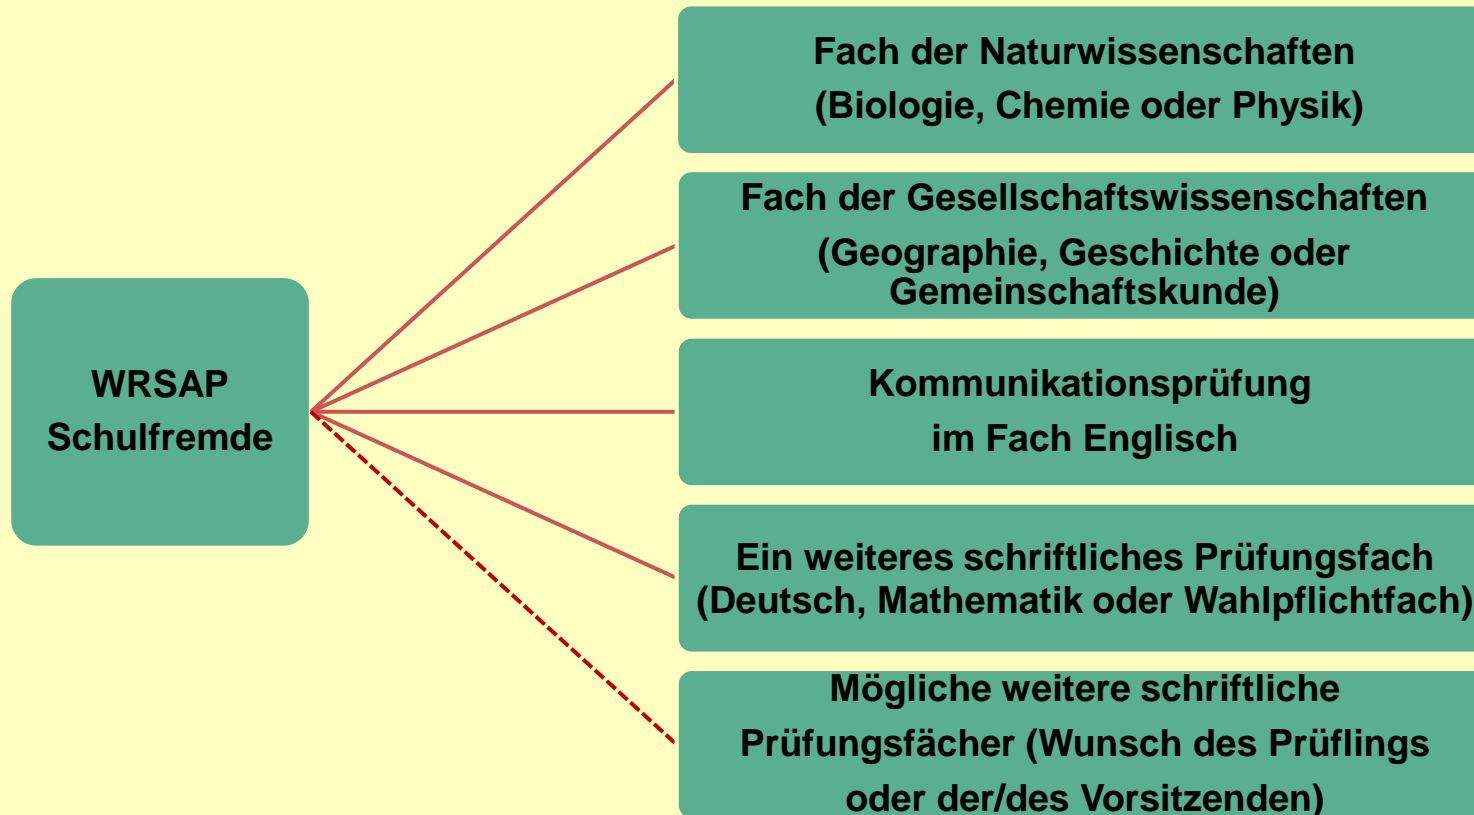 WRSAP
Schulfremde
Fach der Naturwissenschaften
(Biologie, Chemie oder Physik)
Fach der Gesellschaftswissenschaften
(Geographie, Geschichte oder
Gemeinschaftskunde)
Kommunikationsprüfung
im Fach Englisch
Ein weiteres schriftliches Prüfungsfach
(Deutsch, Mathematik oder Wahlpflichtfach)
Mögliche weitere schriftliche
Prüfungsfächer (Wunsch des Prüflings
oder der/des Vorsitzenden)